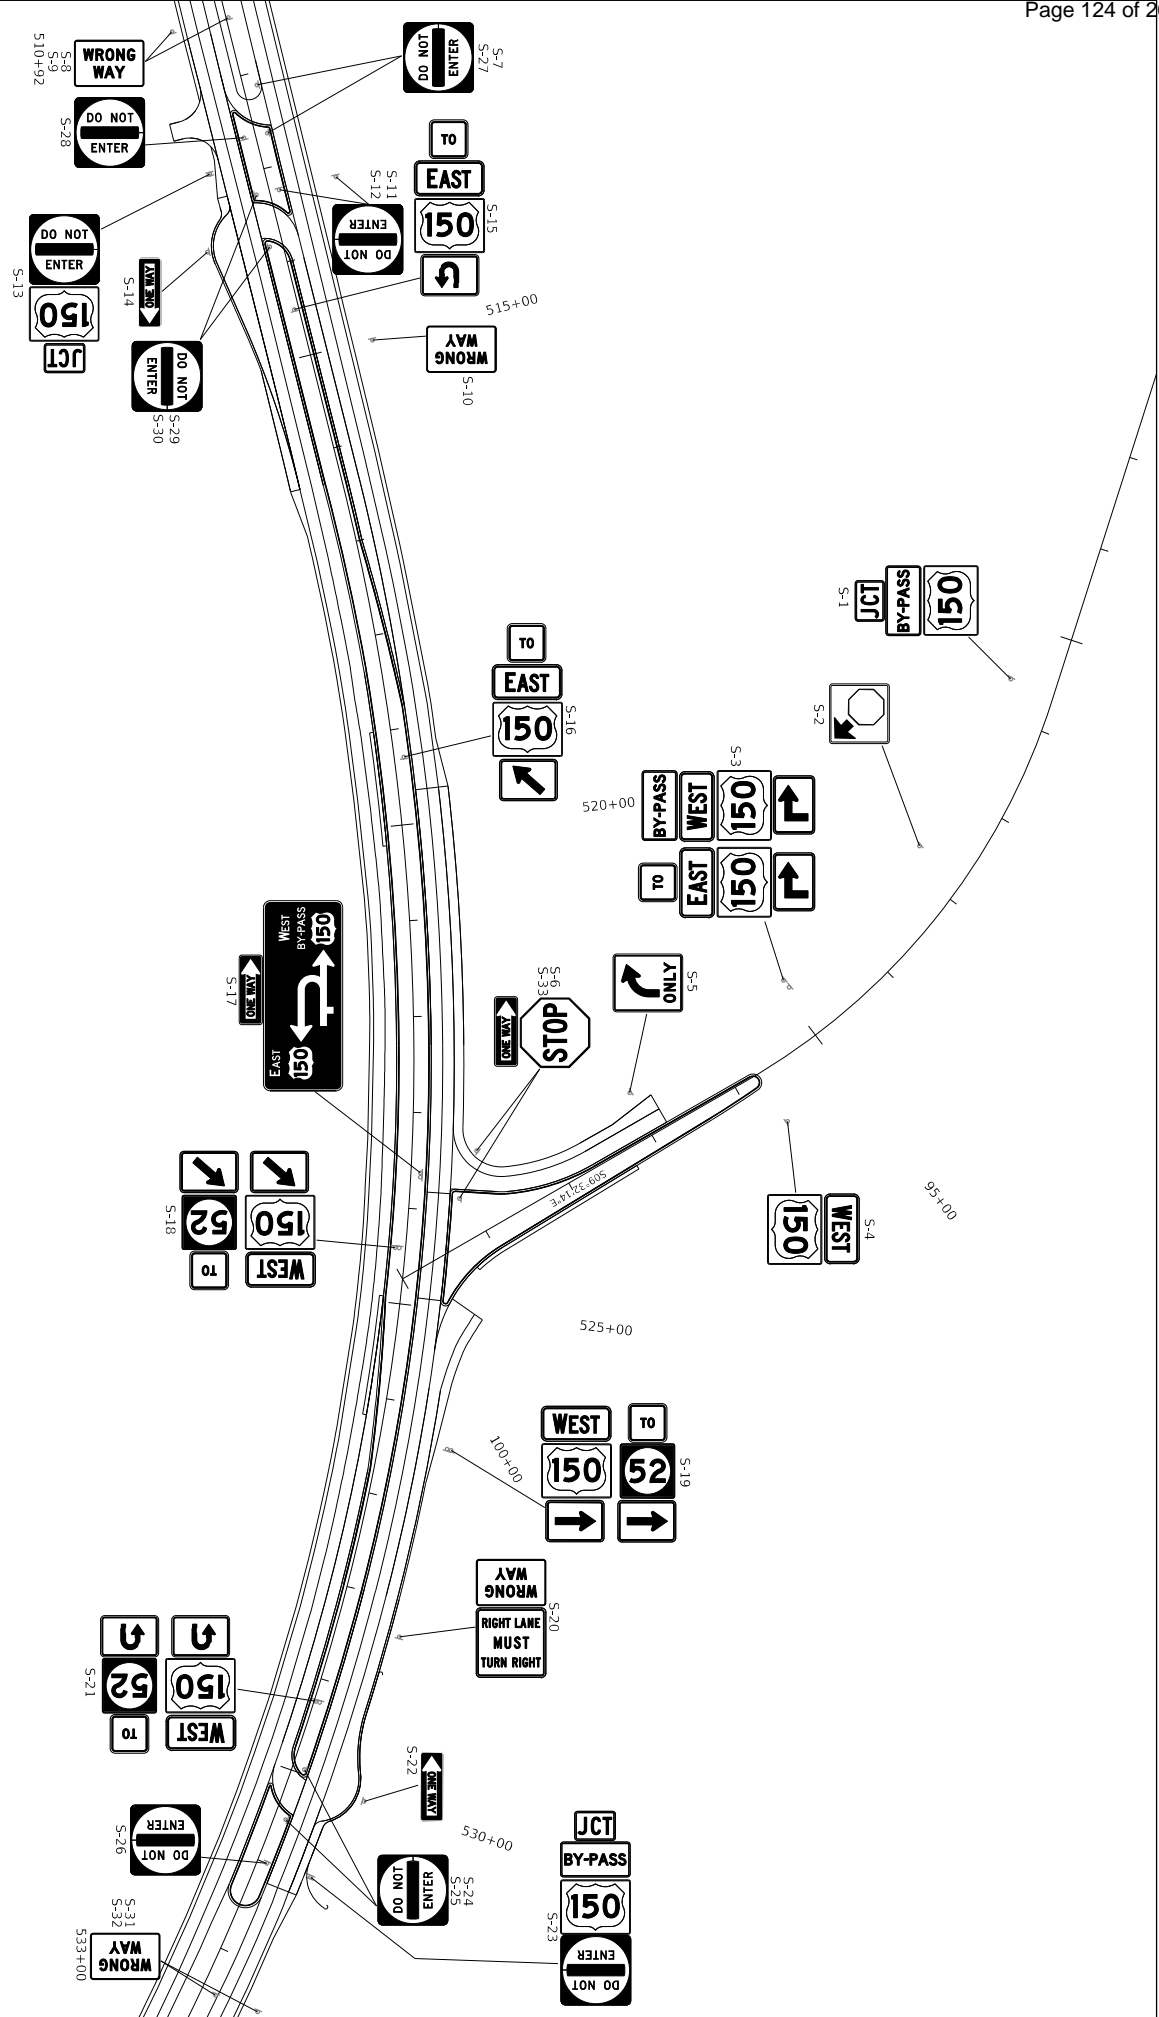 Page 124 of 2
WRONG
WAY
S-8
S-9
510+92
DO NOT
ENTER
S-7
S-27
DO NOT
ENTER
S-28
TO
EAST
150
S-15
DO NOT
ENTER
S-11
S-12
DO NOT
ENTER
150
JCT
S-13
ONE WAY
S-14
515+00
WRONG
WAY
S-10
DO NOT
ENTER
S-29
S-30
JCT
BY-PASS
150
S-1
S-2
TO
EAST
150
S-16
520+00
S-3
BY-PASS
WEST
150
TO
EAST
150
WEST
BY-PASS
150
EAST
150
ONE WAY
S-17
S-6
S-33
STOP
ONE WAY
ONLY
S-5
S09°32'14"E
95+00
WEST
150
S-4
52
TO
150
WEST
S-18
525+00
100+00
WEST
150
TO
52
S-19
WRONG
WAY
RIGHT LANE
MUST
TURN RIGHT
S-20
52
TO
150
WEST
S-21
ONE WAY
S-22
530+00
DO NOT
ENTER
S-26
DO NOT
ENTER
S-24
S-25
JCT
BY-PASS
150
DO NOT
ENTER
S-23
S-31
S-32
533+00
WRONG
WAY